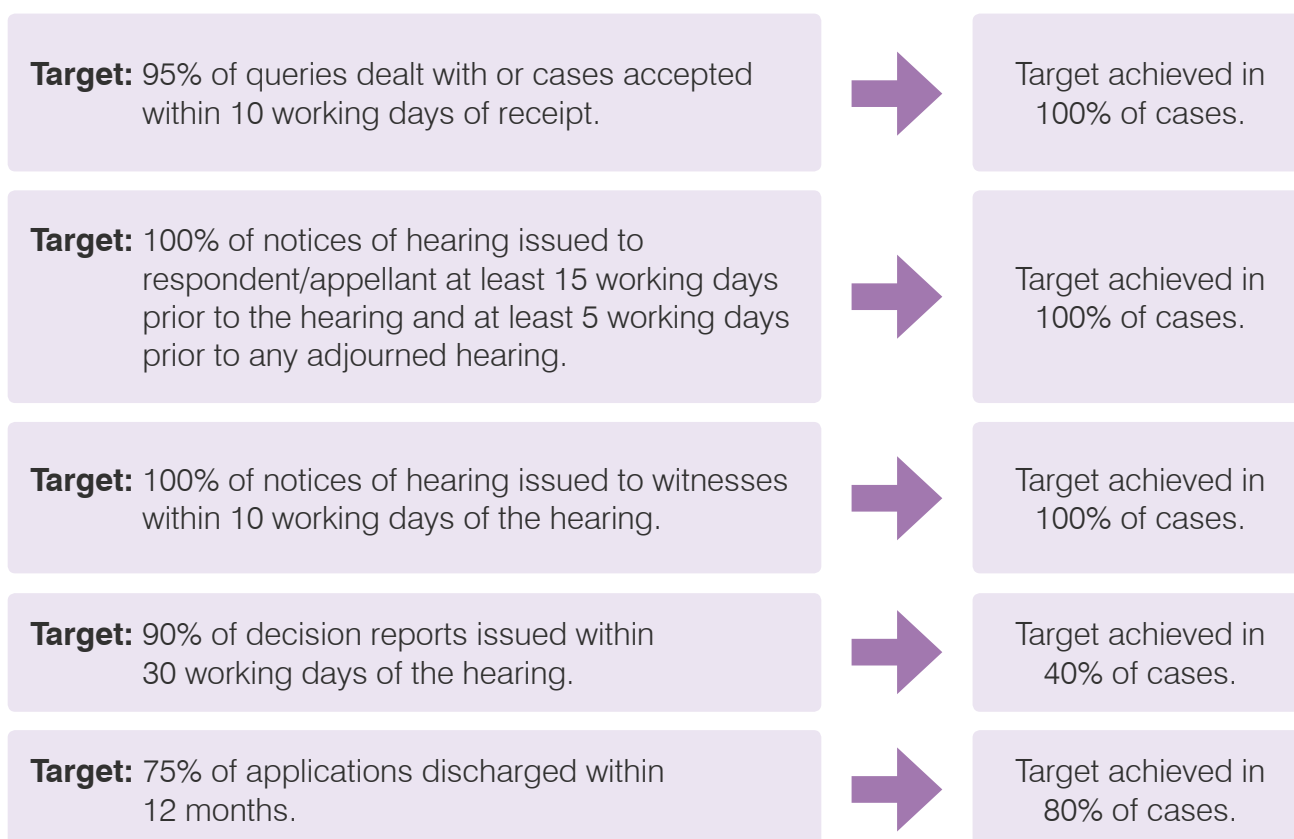 Target: 95% of queries dealt with or cases accepted
within 10 working days of receipt.
Target achieved in
100% of cases.
Target: 100% of notices of hearing issued to
respondent/appellant at least 15 working days
prior to the hearing and at least 5 working days
prior to any adjourned hearing.
Target achieved in
100% of cases.
Target: 100% of notices of hearing issued to witnesses
within 10 working days of the hearing.
Target achieved in
100% of cases.
Target: 90% of decision reports issued within
30 working days of the hearing.
Target achieved in
40% of cases.
Target: 75% of applications discharged within
12 months.
Target achieved in
80% of cases.